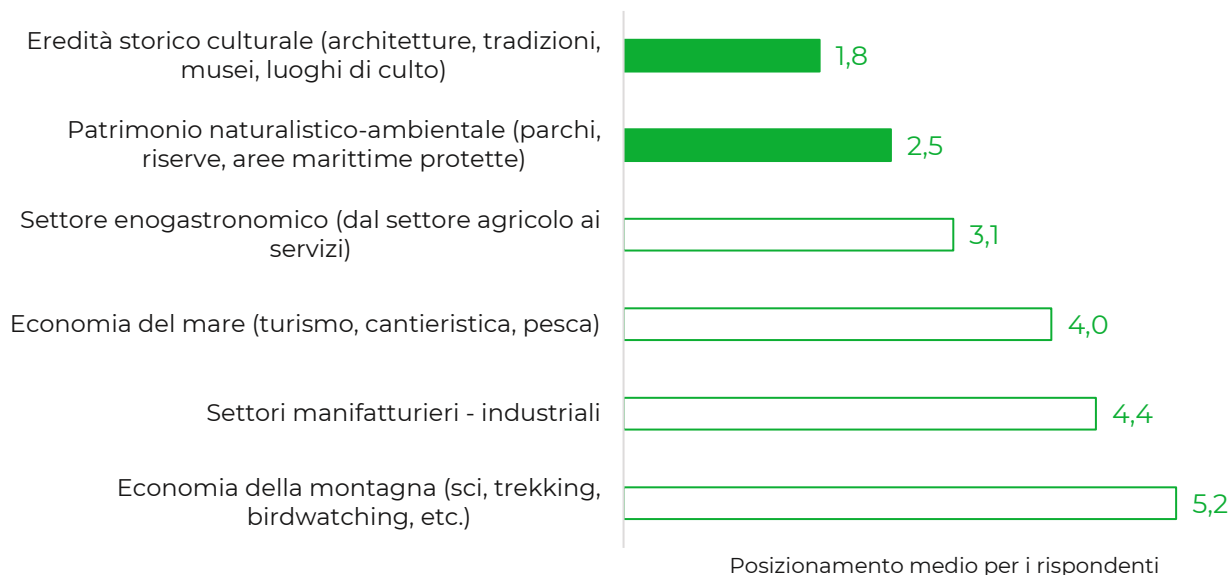 Eredità storico culturale (architetture, tradizioni,
musei, luoghi di culto)
1,8
Patrimonio naturalistico-ambientale (parchi,
riserve, aree marittime protette)
2,5
Settore enogastronomico (dal settore agricolo ai
servizi)
3,1
Economia del mare (turismo, cantieristica, pesca)
4,0
Settori manifatturieri - industriali
4,4
Economia della montagna (sci, trekking,
birdwatching, etc.)
5,2
Posizionamento medio per i rispondenti